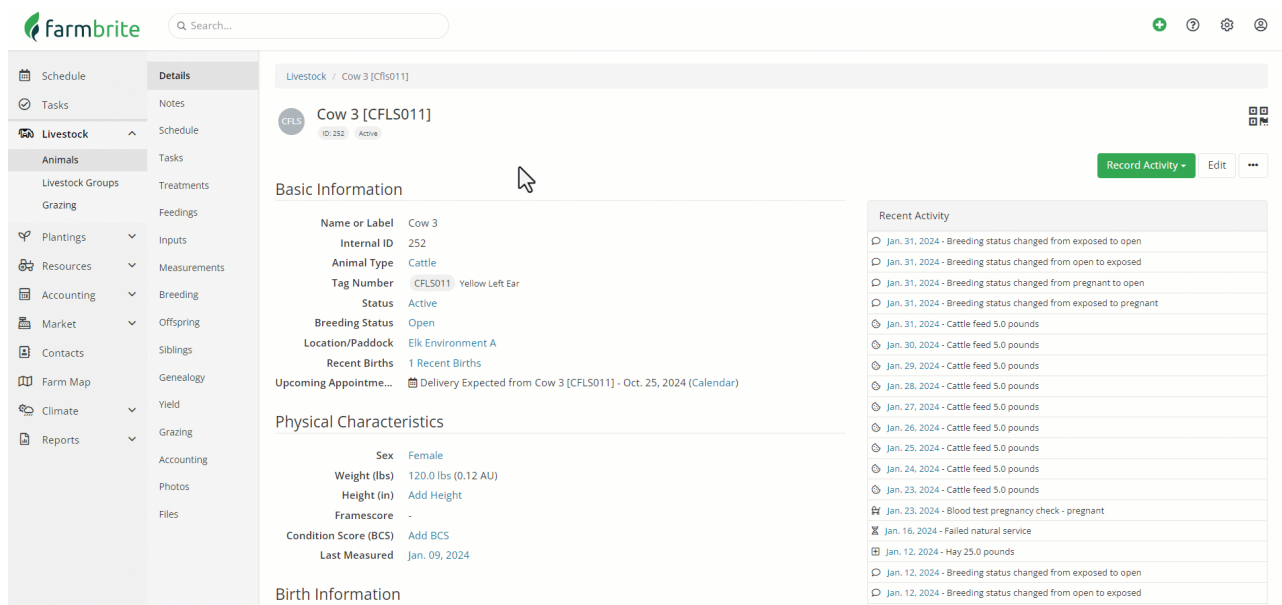 farmbrite
Search...
Schedule
Tasks
Livestock
Animals
Livestock Groups
Grazing
Plantings
Resources
Accounting
Market
Contacts
Farm Map
Climate
Reports
Details
Notes
Schedule
Tasks
Treatments
Feedings
Inputs
Measurements
Breeding
Offspring
Siblings
Genealogy
Yield
Grazing
Accounting
Photos
Files
Livestock / Cow 3 [Cfls011]
CFLS
Cow 3 [CFLS011]
ID: 252 Active
Record Activity Edit
Basic Information
Name or Label Cow 3
Internal ID 252
Animal Type Cattle
Tag Number CFLS011 Yellow Left Ear
Status Active
Breeding Status Open
Location/Paddock Elk Environment A
Recent Births 1 Recent Births
Upcoming Appointme... Delivery Expected from Cow 3 [CFLS011] - Oct. 25, 2024 (Calendar)
Physical Characteristics
Sex Female
Weight (lbs) 120.0 lbs (0.12 AU)
Height (in) Add Height
Framescore -
Condition Score (BCS) Add BCS
Last Measured Jan. 09, 2024
Birth Information
Recent Activity
Jan. 31, 2024 - Breeding status changed from exposed to open
Jan. 31, 2024 - Breeding status changed from open to exposed
Jan. 31, 2024 - Breeding status changed from pregnant to open
Jan. 31, 2024 - Breeding status changed from exposed to pregnant
Jan. 31, 2024 - Cattle feed 5.0 pounds
Jan. 30, 2024 - Cattle feed 5.0 pounds
Jan. 29, 2024 - Cattle feed 5.0 pounds
Jan. 28, 2024 - Cattle feed 5.0 pounds
Jan. 27, 2024 - Cattle feed 5.0 pounds
Jan. 26, 2024 - Cattle feed 5.0 pounds
Jan. 25, 2024 - Cattle feed 5.0 pounds
Jan. 24, 2024 - Cattle feed 5.0 pounds
Jan. 23, 2024 - Cattle feed 5.0 pounds
Jan. 23, 2024 - Blood test pregnancy check - pregnant
Jan. 16, 2024 - Failed natural service
Jan. 12, 2024 - Hay 25.0 pounds
Jan. 12, 2024 - Breeding status changed from exposed to open
Jan. 12, 2024 - Breeding status changed from open to exposed